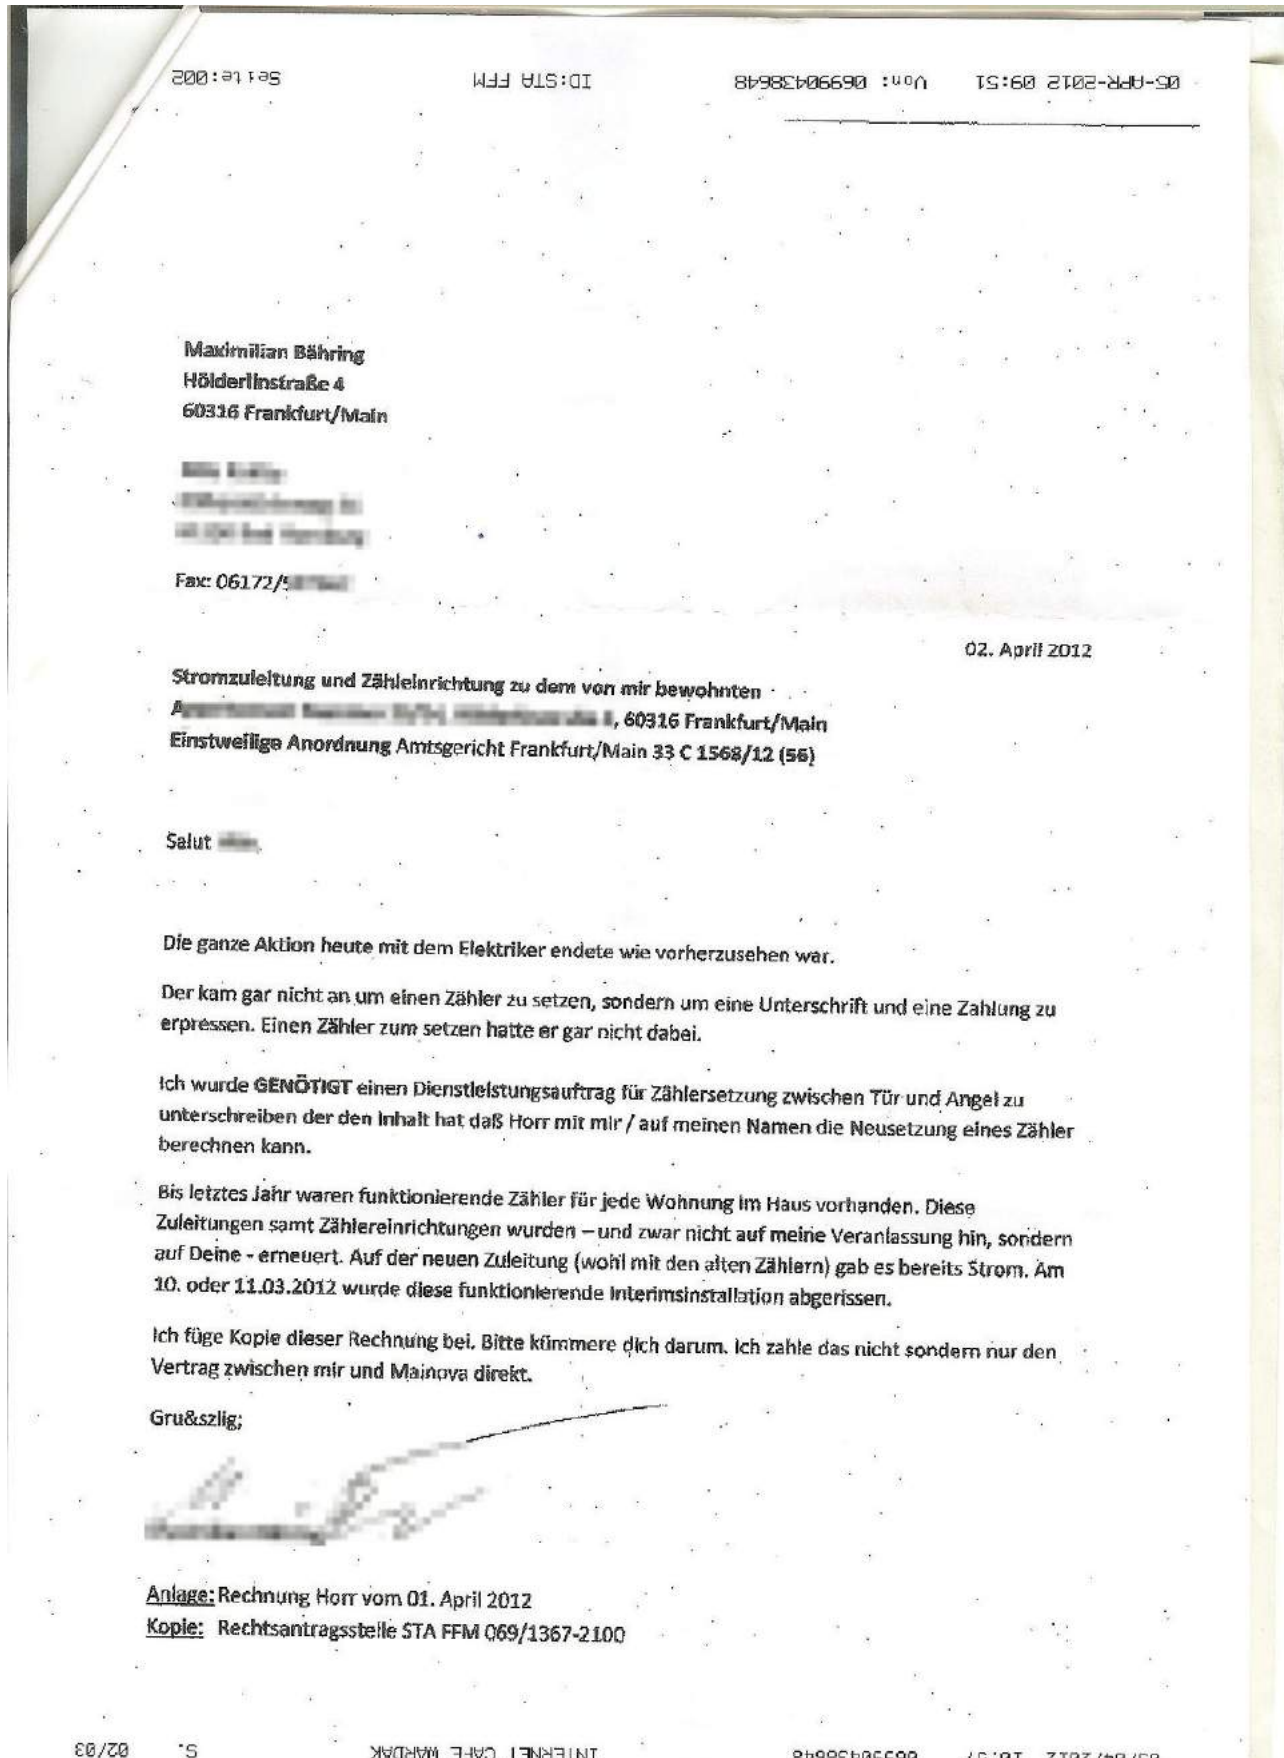 05-APR-2012 09:51 Von: 06990438648 ID:STA FFM Seite:002
Maximilian Bähring
Hölderlinstraße 4
60316 Frankfurt/Main
Fax: 06172/
02. April 2012
Stromzuleitung und Zähleinrichtung zu dem von mir bewohnten
, 60316 Frankfurt/Main
Einstweilige Anordnung Amtsgericht Frankfurt/Main 33 C 1568/12 (56)
Salut
Die ganze Aktion heute mit dem Elektriker endete wie vorherzusehen war.
Der kam gar nicht an um einen Zähler zu setzen, sondern um eine Unterschrift und eine Zahlung zu
erpressen. Einen Zähler zum setzen hatte er gar nicht dabei.
Ich wurde GENÖTIGT einen Dienstleistungsauftrag für Zählersetzung zwischen Tür und Angel zu
unterschreiben der den Inhalt hat daß Horr mit mir / auf meinen Namen die Neusetzung eines Zähler
berechnen kann.
Bis letztes Jahr waren funktionierende Zähler für jede Wohnung im Haus vorhanden. Diese
Zuleitungen samt Zählereinrichtungen wurden – und zwar nicht auf meine Veranlassung hin, sondern
auf Deine - erneuert. Auf der neuen Zuleitung (wohl mit den alten Zählern) gab es bereits Strom. Am
10. oder 11.03.2012 wurde diese funktionierende Interimsinstallation abgerissen.
Ich füge Kopie dieser Rechnung bei. Bitte kümmere dich darum. Ich zahle das nicht sondern nur den
Vertrag zwischen mir und Mainova direkt.
Gru&szlig;
Anlage: Rechnung Horr vom 01. April 2012
Kopie: Rechtsantragsstelle STA FFM 069/1367-2100
INTERNET CAFE WARDAK S. 02/03